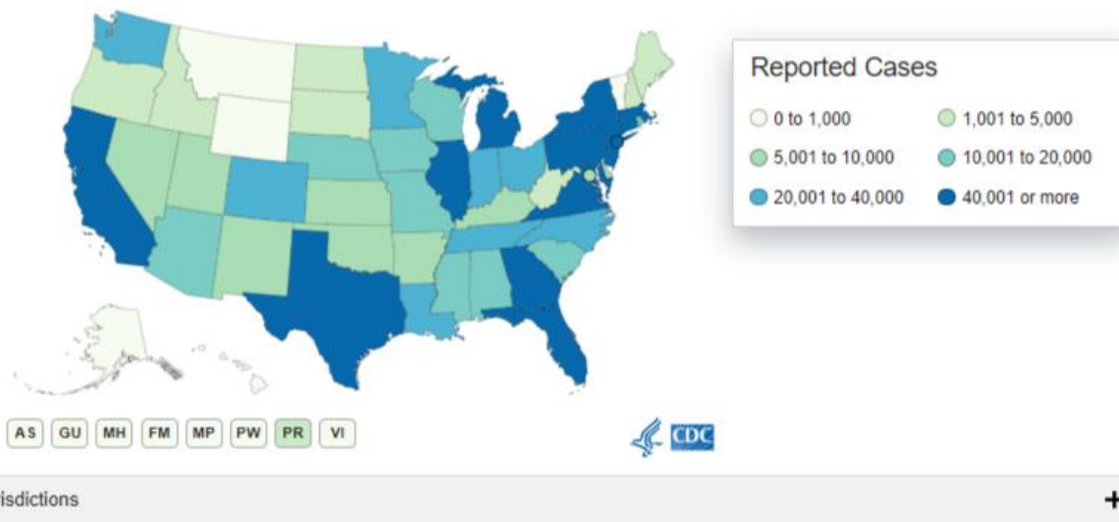 Reported Cases
0 to 1,000
1,001 to 5,000
5,001 to 10,000
10,001 to 20,000
20,001 to 40,000
40,001 or more
AS GU MH FM MP PW PR VI
CDC
risdictions +